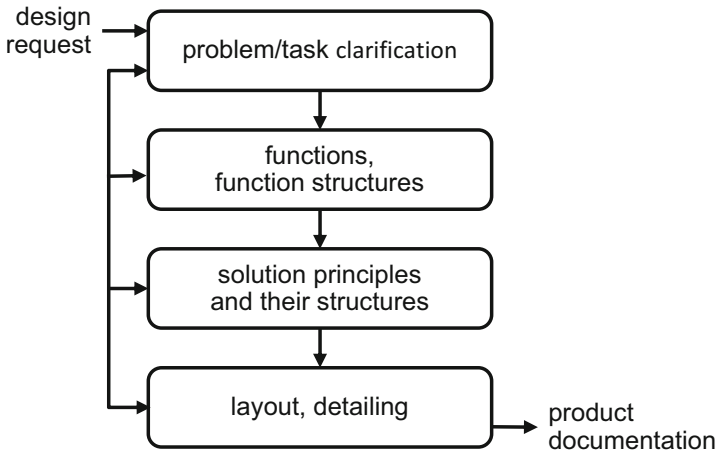 design
request
problem/task clarification
functions,
function structures
solution principles
and their structures
layout, detailing
product
documentation